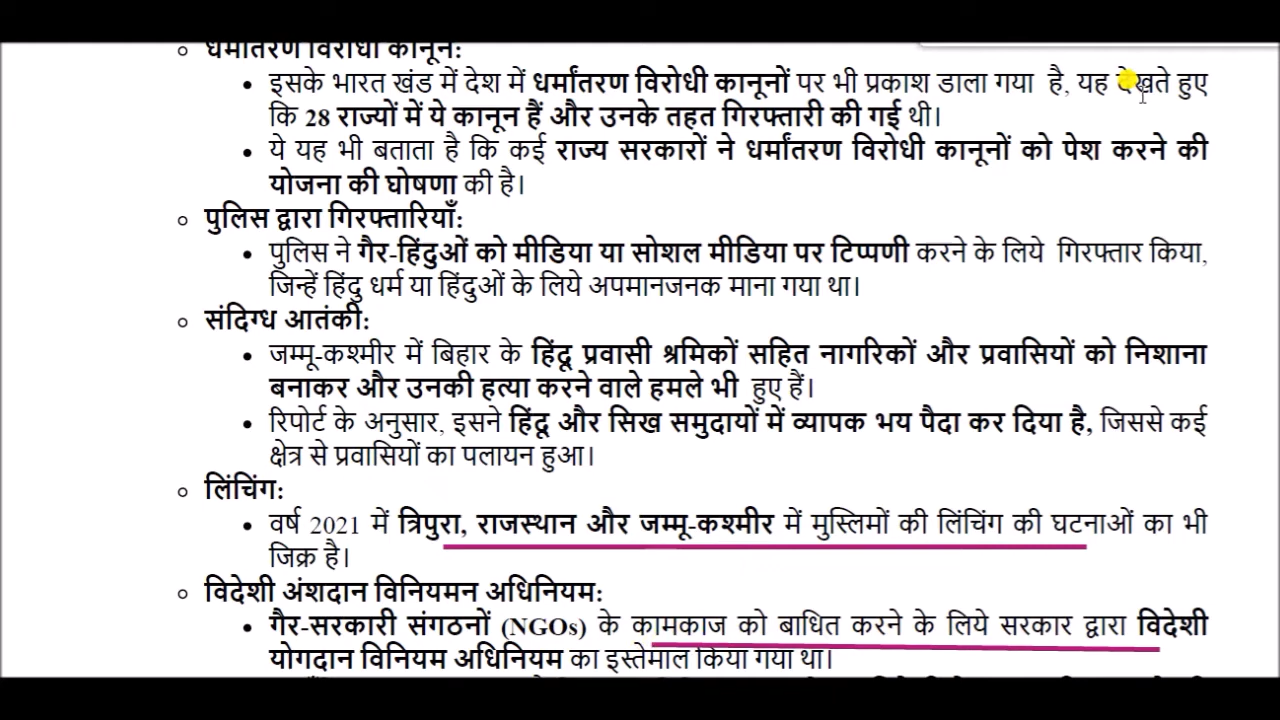 धर्मांतरण विरोधी कानून:
इसके भारत खंड में देश में धर्मांतरण विरोधी कानूनों पर भी प्रकाश डाला गया है, यह देखते हुए
कि 28 राज्यों में ये कानून हैं और उनके तहत गिरफ्तारी की गई थी।
ये यह भी बताता है कि कई राज्य सरकारों ने धर्मांतरण विरोधी कानूनों को पेश करने की
योजना की घोषणा की है।
पुलिस द्वारा गिरफ्तारियाँ:
पुलिस ने गैर-हिंदुओं को मीडिया या सोशल मीडिया पर टिप्पणी करने के लिये गिरफ्तार किया,
जिन्हें हिंदु धर्म या हिंदुओं के लिये अपमानजनक माना गया था।
संदिग्ध आतंकी:
जम्मू-कश्मीर में बिहार के हिंदू प्रवासी श्रमिकों सहित नागरिकों और प्रवासियों को निशाना
बनाकर और उनकी हत्या करने वाले हमले भी हुए हैं।
रिपोर्ट के अनुसार, इसने हिंदू और सिख समुदायों में व्यापक भय पैदा कर दिया है, जिससे कई
क्षेत्र से प्रवासियों का पलायन हुआ।
लिंचिंग:
वर्ष 2021 में त्रिपुरा, राजस्थान और जम्मू-कश्मीर में मुस्लिमों की लिंचिंग की घटनाओं का भी
जिक्र है।
विदेशी अंशदान विनियमन अधिनियम:
गैर-सरकारी संगठनों (NGOs) के कामकाज को बाधित करने के लिये सरकार द्वारा विदेशी
योगदान विनियम अधिनियम का इस्तेमाल किया गया था।